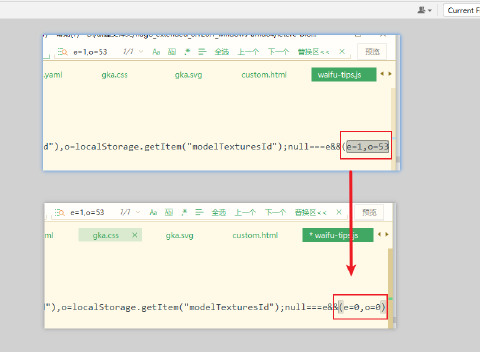 Current F
e=1,o=53 7/7 Aa .* 全选 上一个 下一个 替换区<< × 预览
.yaml gka.css gka.svg custom.html waifu-tips.js
d"),o=localStorage.getItem("modelTexturesId");null===e&&(e=1,o=53
e=1,o=53 7/7 Aa .* 全选 上一个 下一个 替换区<< × 预览
ml gka.css × gka.svg custom.html * waifu-tips.js
d"),o=localStorage.getItem("modelTexturesId");null===e&&(e=0,o=0)